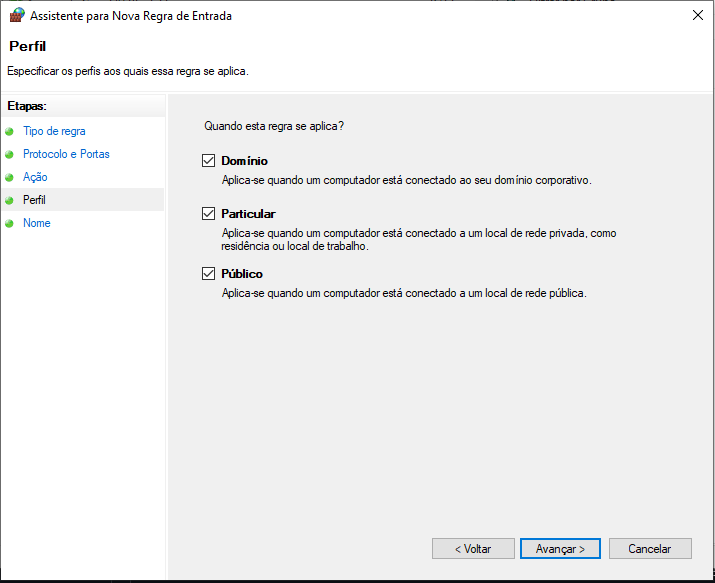 Assistente para Nova Regra de Entrada
Perfil
Especificar os perfis aos quais essa regra se aplica.
Etapas:
Tipo de regra
Protocolo e Portas
Ação
Perfil
Nome
Quando esta regra se aplica?
Domínio
Aplica-se quando um computador está conectado ao seu domínio corporativo.
Particular
Aplica-se quando um computador está conectado a um local de rede privada, como
residência ou local de trabalho.
Público
Aplica-se quando um computador está conectado a um local de rede pública.
< Voltar
Avançar >
Cancelar